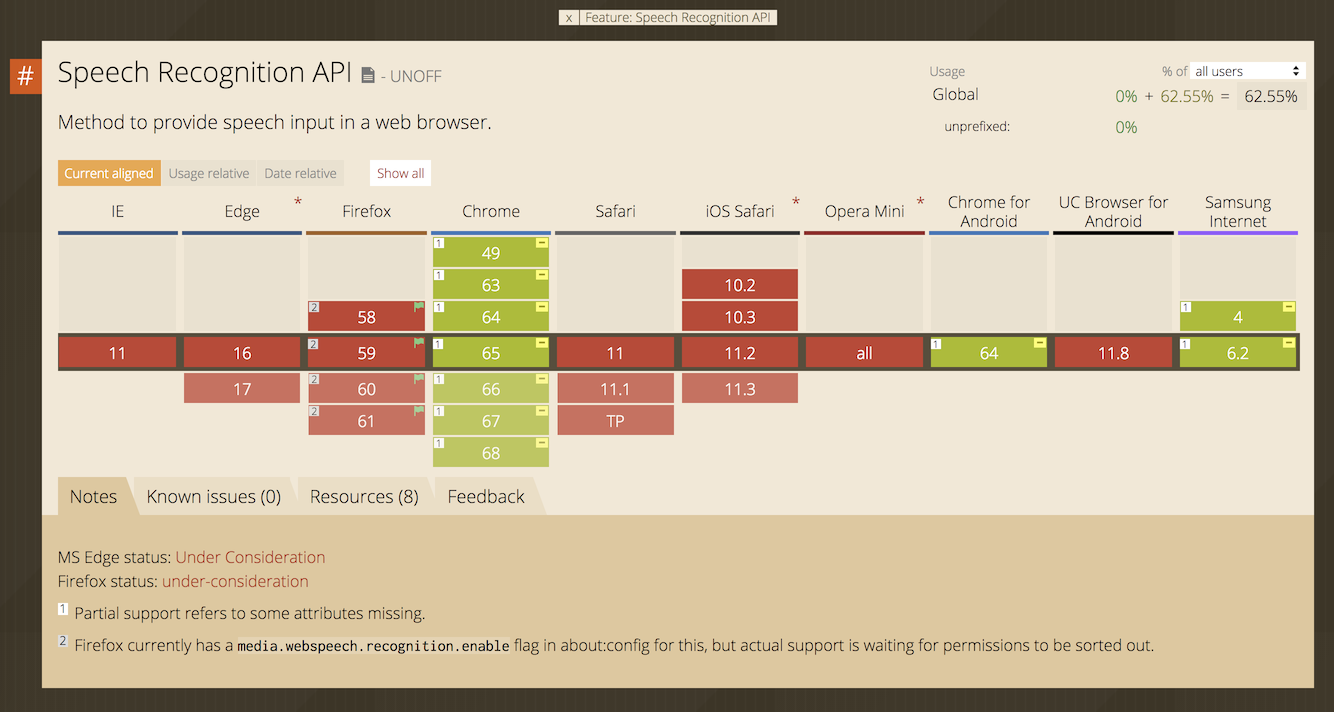 x Feature: Speech Recognition API
# Speech Recognition API - UNOFF
Usage % of all users
Global 0% + 62.55% = 62.55%
Method to provide speech input in a web browser.
unprefixed: 0%
Current aligned Usage relative Date relative Show all
IE Edge * Firefox Chrome Safari iOS Safari * Opera Mini * Chrome for Android UC Browser for Android Samsung Internet
1 49
1 63 10.2
2 58 1 64 10.3 1 4
11 16 2 59 1 65 11 11.2 all 1 64 11.8 1 6.2
17 2 60 1 66 11.1 11.3
2 61 1 67 TP
1 68
Notes Known issues (0) Resources (8) Feedback
MS Edge status: Under Consideration
Firefox status: under-consideration
1 Partial support refers to some attributes missing.
2 Firefox currently has a media.webspeech.recognition.enable flag in about:config for this, but actual support is waiting for permissions to be sorted out.